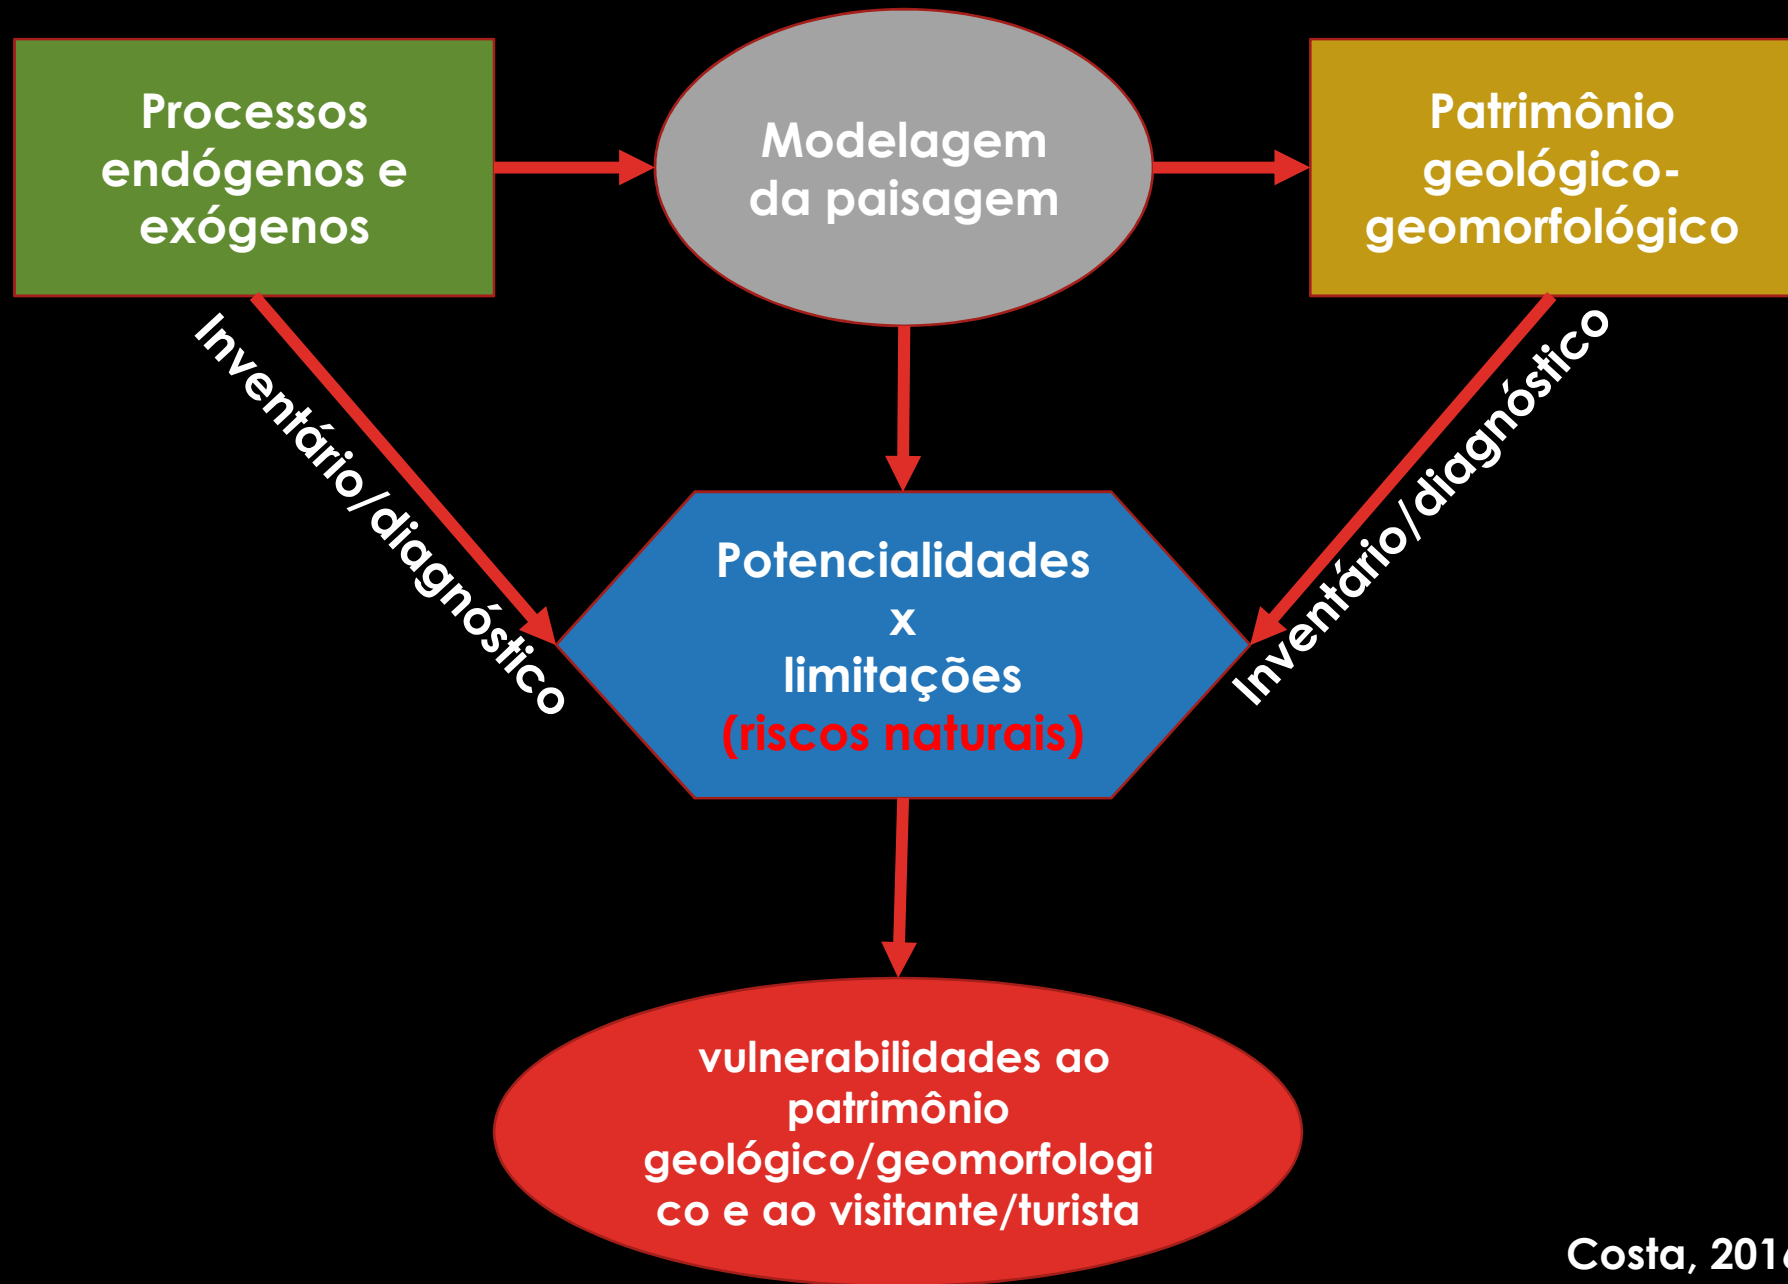 Processos
endógenos e
exógenos
Modelagem
da paisagem
Patrimônio
geológico-
geomorfológico
Inventário/diagnóstico
Inventário/diagnóstico
Potencialidades
x
limitações
(riscos naturais)
vulnerabilidades ao
patrimônio
geológico/geomorfologi
co e ao visitante/turista
Costa,